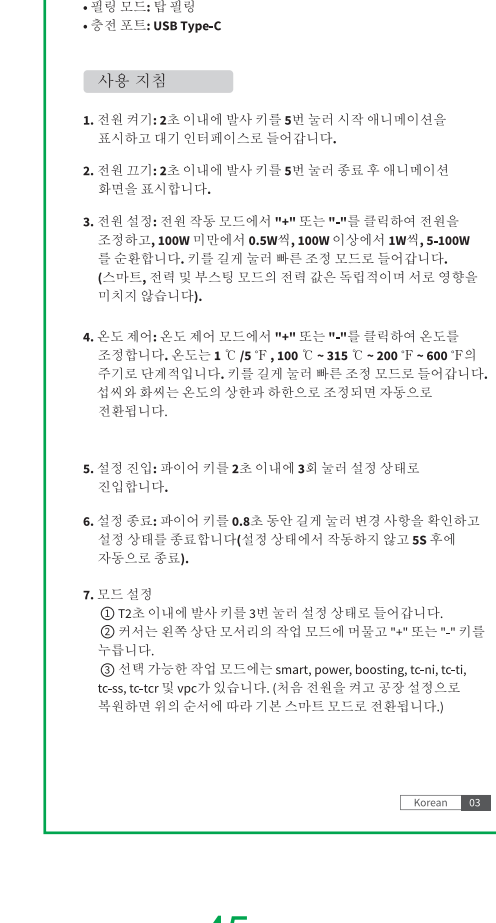 • 필링 모드: 탑 필링
• 충전 포트: USB Type-C
사용 지침
1. 전원 켜기: 2초 이내에 발사 키를 5번 눌러 시작 애니메이션을
표시하고 대기 인터페이스로 들어갑니다.
2. 전원 끄기: 2초 이내에 발사 키를 5번 눌러 종료 후 애니메이션
화면을 표시합니다.
3. 전원 설정: 전원 작동 모드에서 "+" 또는 "-"를 클릭하여 전원을
조정하고, 100W 미만에서 0.5W씩, 100W 이상에서 1W씩, 5-100W
를 순환합니다. 키를 길게 눌러 빠른 조정 모드로 들어갑니다.
(스마트, 전력 및 부스팅 모드의 전력 값은 독립적이며 서로 영향을
미치지 않습니다).
4. 온도 제어: 온도 제어 모드에서 "+" 또는 "-"를 클릭하여 온도를
조정합니다. 온도는 1 ℃ /5 ℉ , 100 ℃ ~ 315 ℃ ~ 200 ℉ ~ 600 ℉의
주기로 단계적입니다. 키를 길게 눌러 빠른 조정 모드로 들어갑니다.
섭씨와 화씨는 온도의 상한과 하한으로 조정되면 자동으로
전환됩니다.
5. 설정 진입: 파이어 키를 2초 이내에 3회 눌러 설정 상태로
진입합니다.
6. 설정 종료: 파이어 키를 0.8초 동안 길게 눌러 변경 사항을 확인하고
설정 상태를 종료합니다(설정 상태에서 작동하지 않고 5S 후에
자동으로 종료).
7. 모드 설정
① T2초 이내에 발사 키를 3번 눌러 설정 상태로 들어갑니다.
② 커서는 왼쪽 상단 모서리의 작업 모드에 머물고 "+" 또는 "-" 키를
누릅니다.
③ 선택 가능한 작업 모드에는 smart, power, boosting, tc-ni, tc-ti,
tc-ss, tc-tcr 및 vpc가 있습니다. (처음 전원을 켜고 공장 설정으로
복원하면 위의 순서에 따라 기본 스마트 모드로 전환됩니다.)
Korean 03